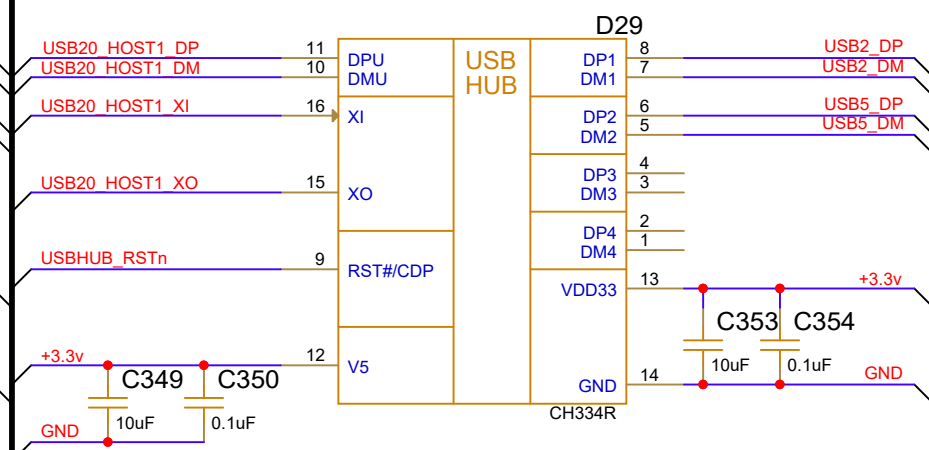 D29
USB20_HOST1_DP 11 DPU USB HUB DP1 8 USB2_DP
USB20_HOST1_DM 10 DMU DM1 7 USB2_DM
USB20_HOST1_XI 16 XI DP2 6 USB5_DP
DM2 5 USB5_DM
DP3 4
USB20_HOST1_XO 15 XO DM3 3
DP4 2
DM4 1
USBHUB_RSTn 9 RST#/CDP
VDD33 13 +3.3v
C353 C354
10uF 0.1uF
+3.3v 12 V5
C349 C350
GND 14 GND
10uF 0.1uF
CH334R
GND